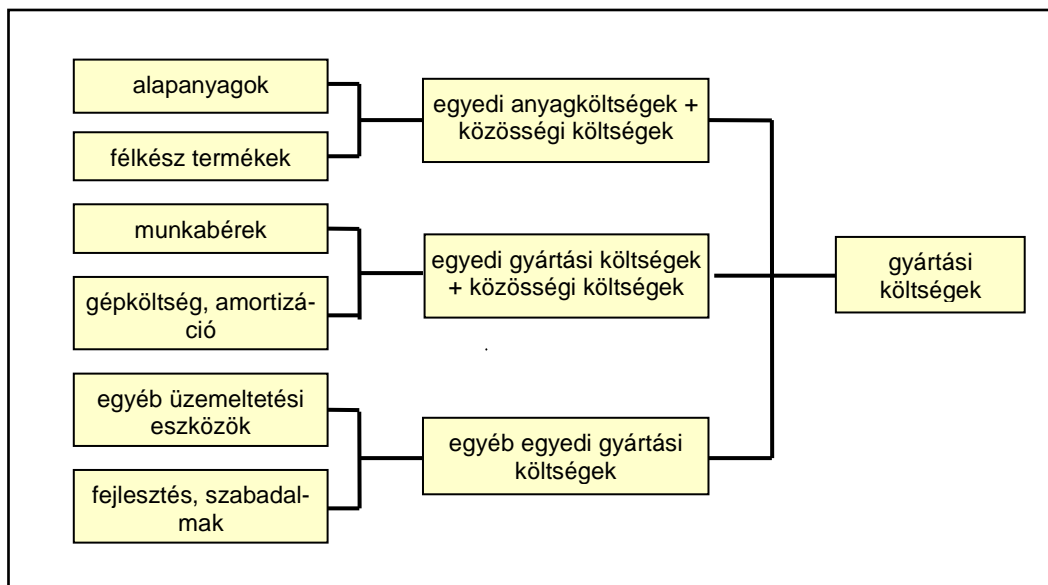 alapanyagok
félkész termékek
munkabérek
gépköltség, amortizá-
ció
egyéb üzemeltetési
eszközök
fejlesztés, szabadal-
mak
egyedi anyagköltségek +
közösségi költségek
egyedi gyártási költségek
+ közösségi költségek
egyéb egyedi gyártási
költségek
gyártási
költségek